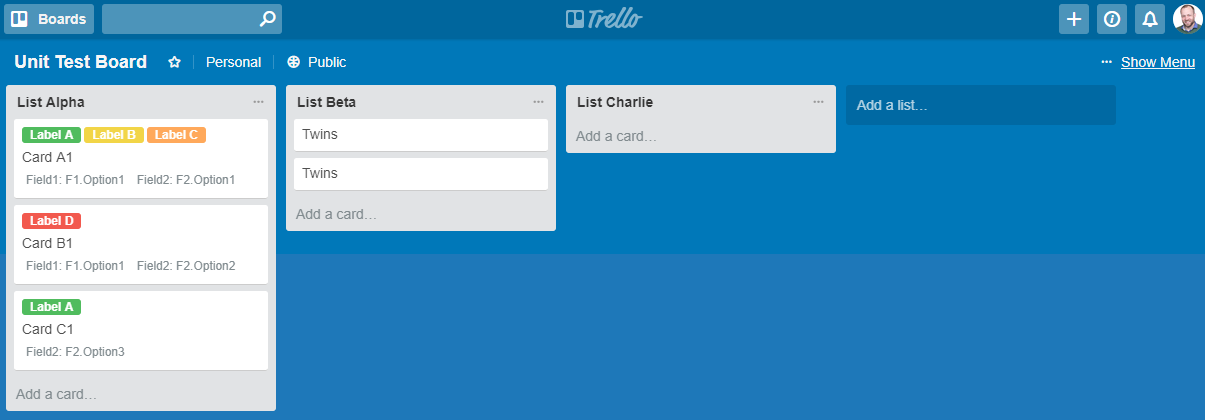 Boards
Trello
Unit Test Board Personal Public ··· Show Menu
List Alpha ···
Label A Label B Label C
Card A1
Field1: F1.Option1 Field2: F2.Option1
Label D
Card B1
Field1: F1.Option1 Field2: F2.Option2
Label A
Card C1
Field2: F2.Option3
Add a card…
List Beta ···
Twins
Twins
Add a card…
List Charlie ···
Add a card…
Add a list…